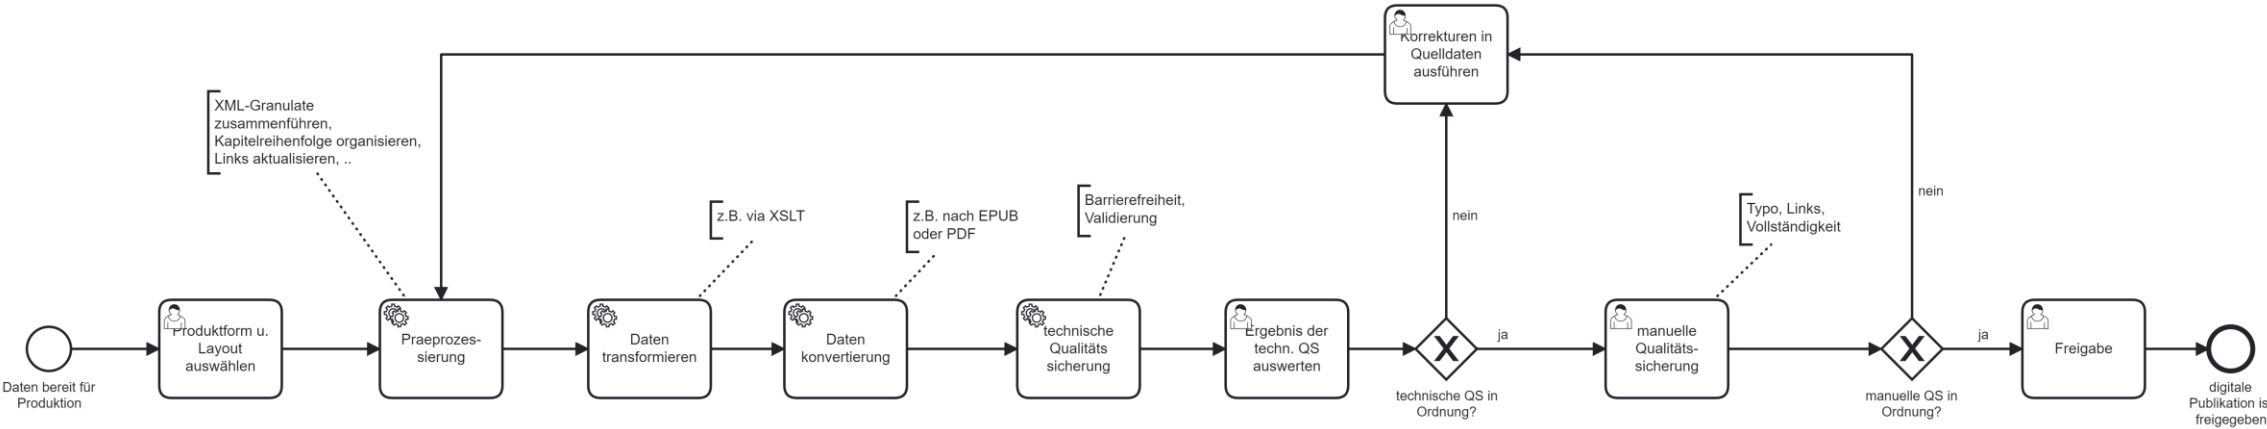 Korrekturen in
Quelldaten
ausführen
XML-Granulate
zusammenführen,
Kapitelreihenfolge organisieren,
Links aktualisieren, ..
z.B. via XSLT
z.B. nach EPUB
oder PDF
Barrierefreiheit,
Validierung
nein
Typo, Links,
Vollständigkeit
nein
Daten bereit für
Produktion
Produktform u.
Layout
auswählen
Praeprozes-
sierung
Daten
transformieren
Daten
konvertierung
technische
Qualitäts
sicherung
Ergebnis der
techn. QS
auswerten
technische QS in
Ordnung?
ja
manuelle
Qualitäts-
sicherung
manuelle QS in
Ordnung?
ja
Freigabe
digitale
Publikation is
freigegeben